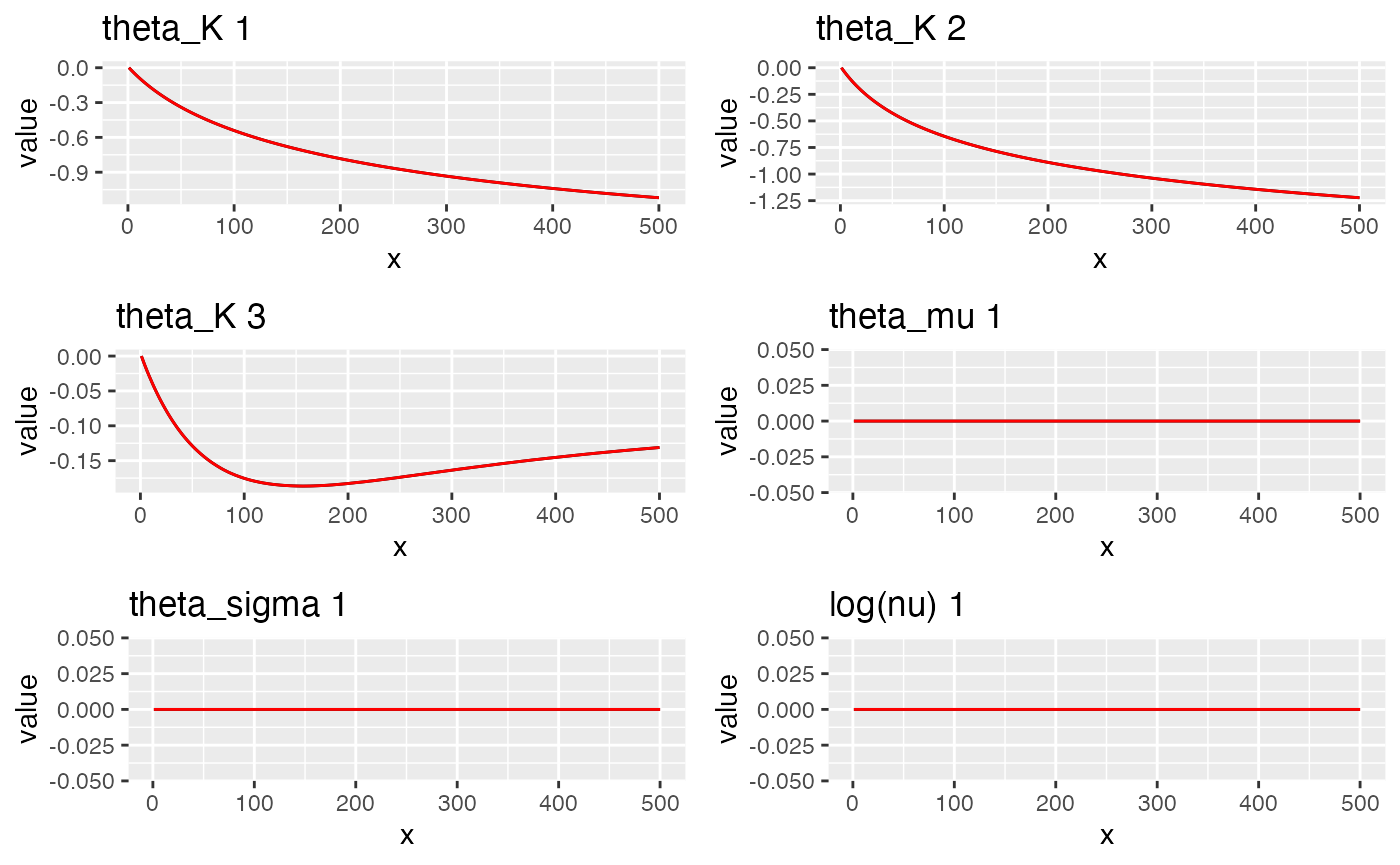 theta_K 1
value
0.0
-0.3
-0.6
-0.9
0 100 200 300 400 500
x
theta_K 2
value
0.00
-0.25
-0.50
-0.75
-1.00
-1.25
0 100 200 300 400 500
x
theta_K 3
value
0.00
-0.05
-0.10
-0.15
0 100 200 300 400 500
x
theta_mu 1
value
0.050
0.025
0.000
-0.025
-0.050
0 100 200 300 400 500
x
theta_sigma 1
value
0.050
0.025
0.000
-0.025
-0.050
0 100 200 300 400 500
x
log(nu) 1
value
0.050
0.025
0.000
-0.025
-0.050
0 100 200 300 400 500
x